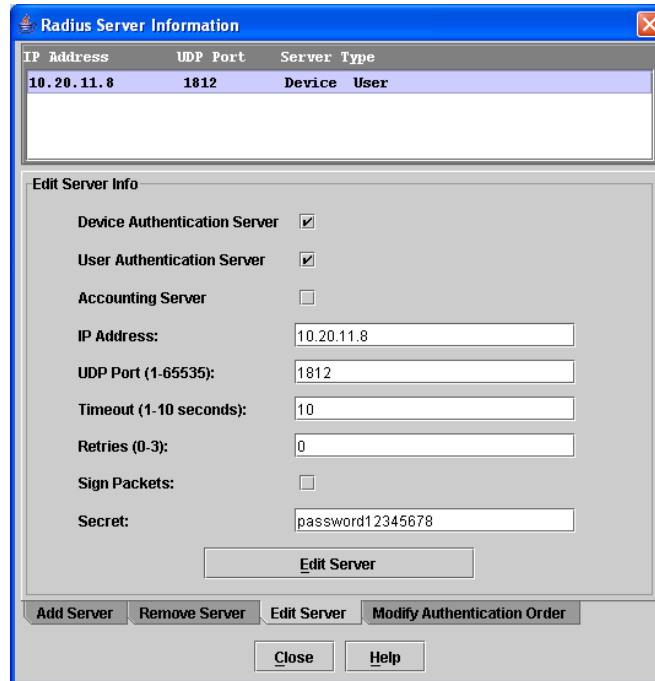 Radius Server Information
IP Address UDP Port Server Type
10.20.11.8 1812 Device User
Edit Server Info
Device Authentication Server
User Authentication Server
Accounting Server
IP Address: 10.20.11.8
UDP Port (1-65535): 1812
Timeout (1-10 seconds): 10
Retries (0-3): 0
Sign Packets:
Secret: password12345678
Edit Server
Add Server Remove Server Edit Server Modify Authentication Order
Close Help